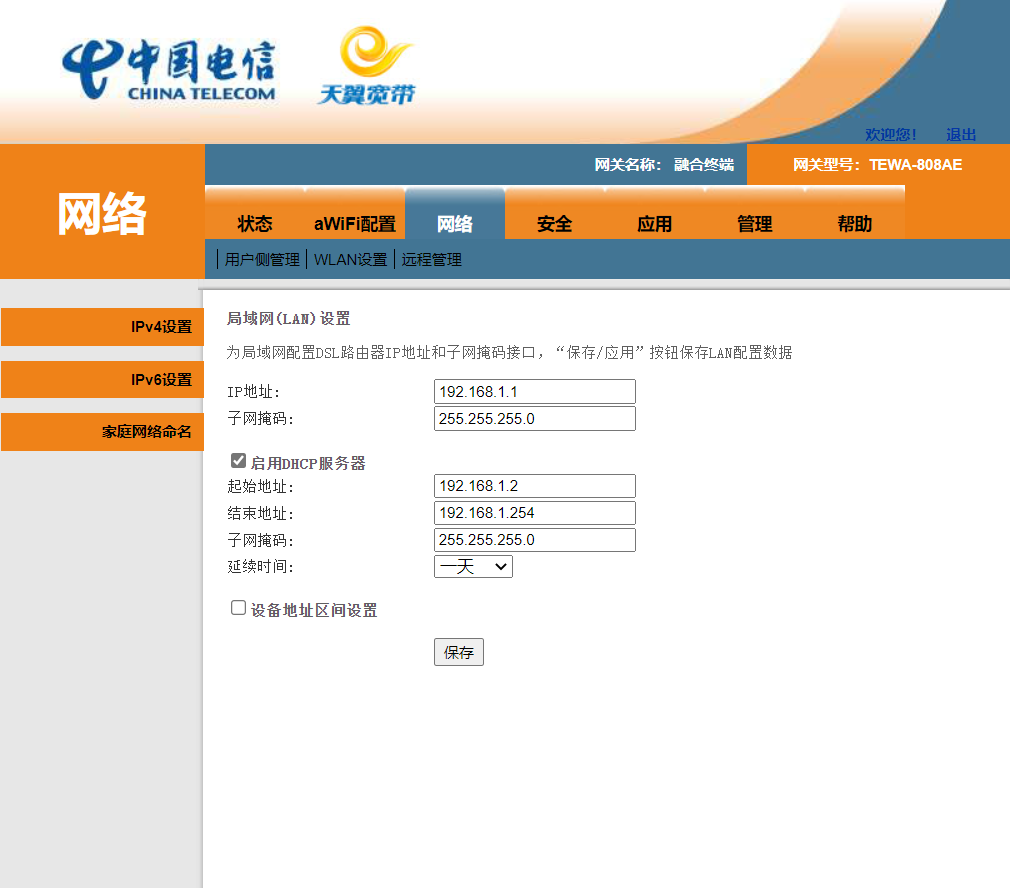 中国电信
CHINA TELECOM
天翼宽带
欢迎您! 退出
网关名称: 融合终端 网关型号: TEWA-808AE
网络
状态 aWiFi配置 网络 安全 应用 管理 帮助
用户侧管理 WLAN设置 远程管理
IPv4设置
IPv6设置
家庭网络命名
局域网(LAN)设置
为局域网配置DSL路由器IP地址和子网掩码接口，“保存/应用”按钮保存LAN配置数据
IP地址: 192.168.1.1
子网掩码: 255.255.255.0
启用DHCP服务器
起始地址: 192.168.1.2
结束地址: 192.168.1.254
子网掩码: 255.255.255.0
延续时间: 一天
设备地址区间设置
保存